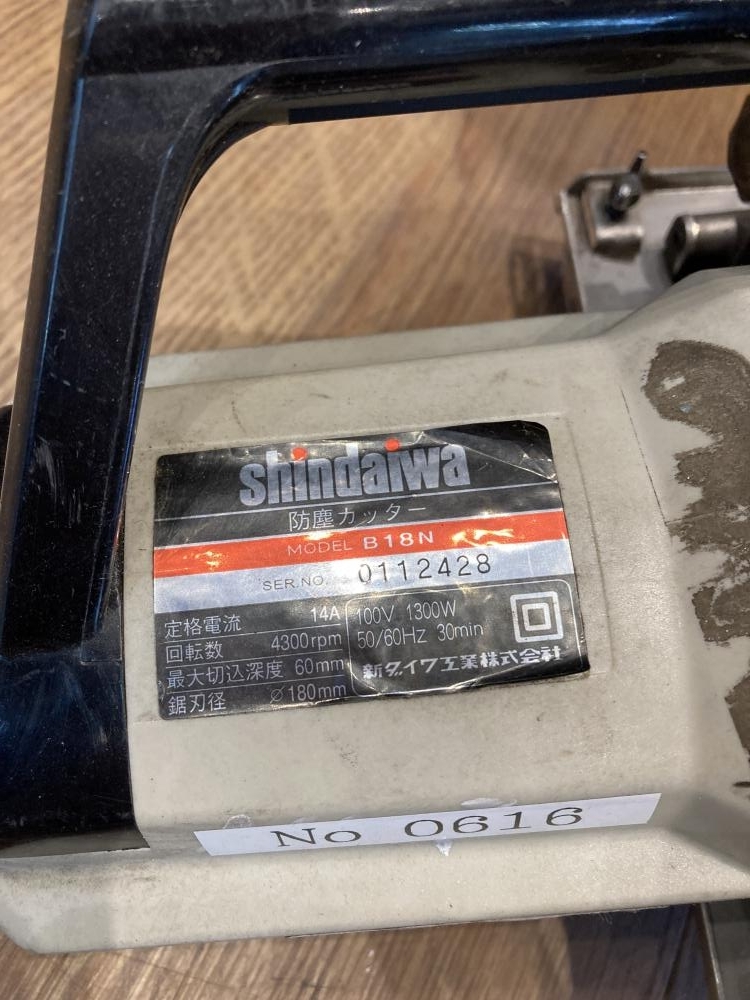 shindaiwa
防塵カッター
MODEL B18N
SER.NO. 0112428
定格電流 14A
回転数 4300rpm
最大切込深度 60mm
鋸刃径 ⌀180mm
100V 1300W
50/60Hz 30min
新ダイワ工業株式会社
No 0616